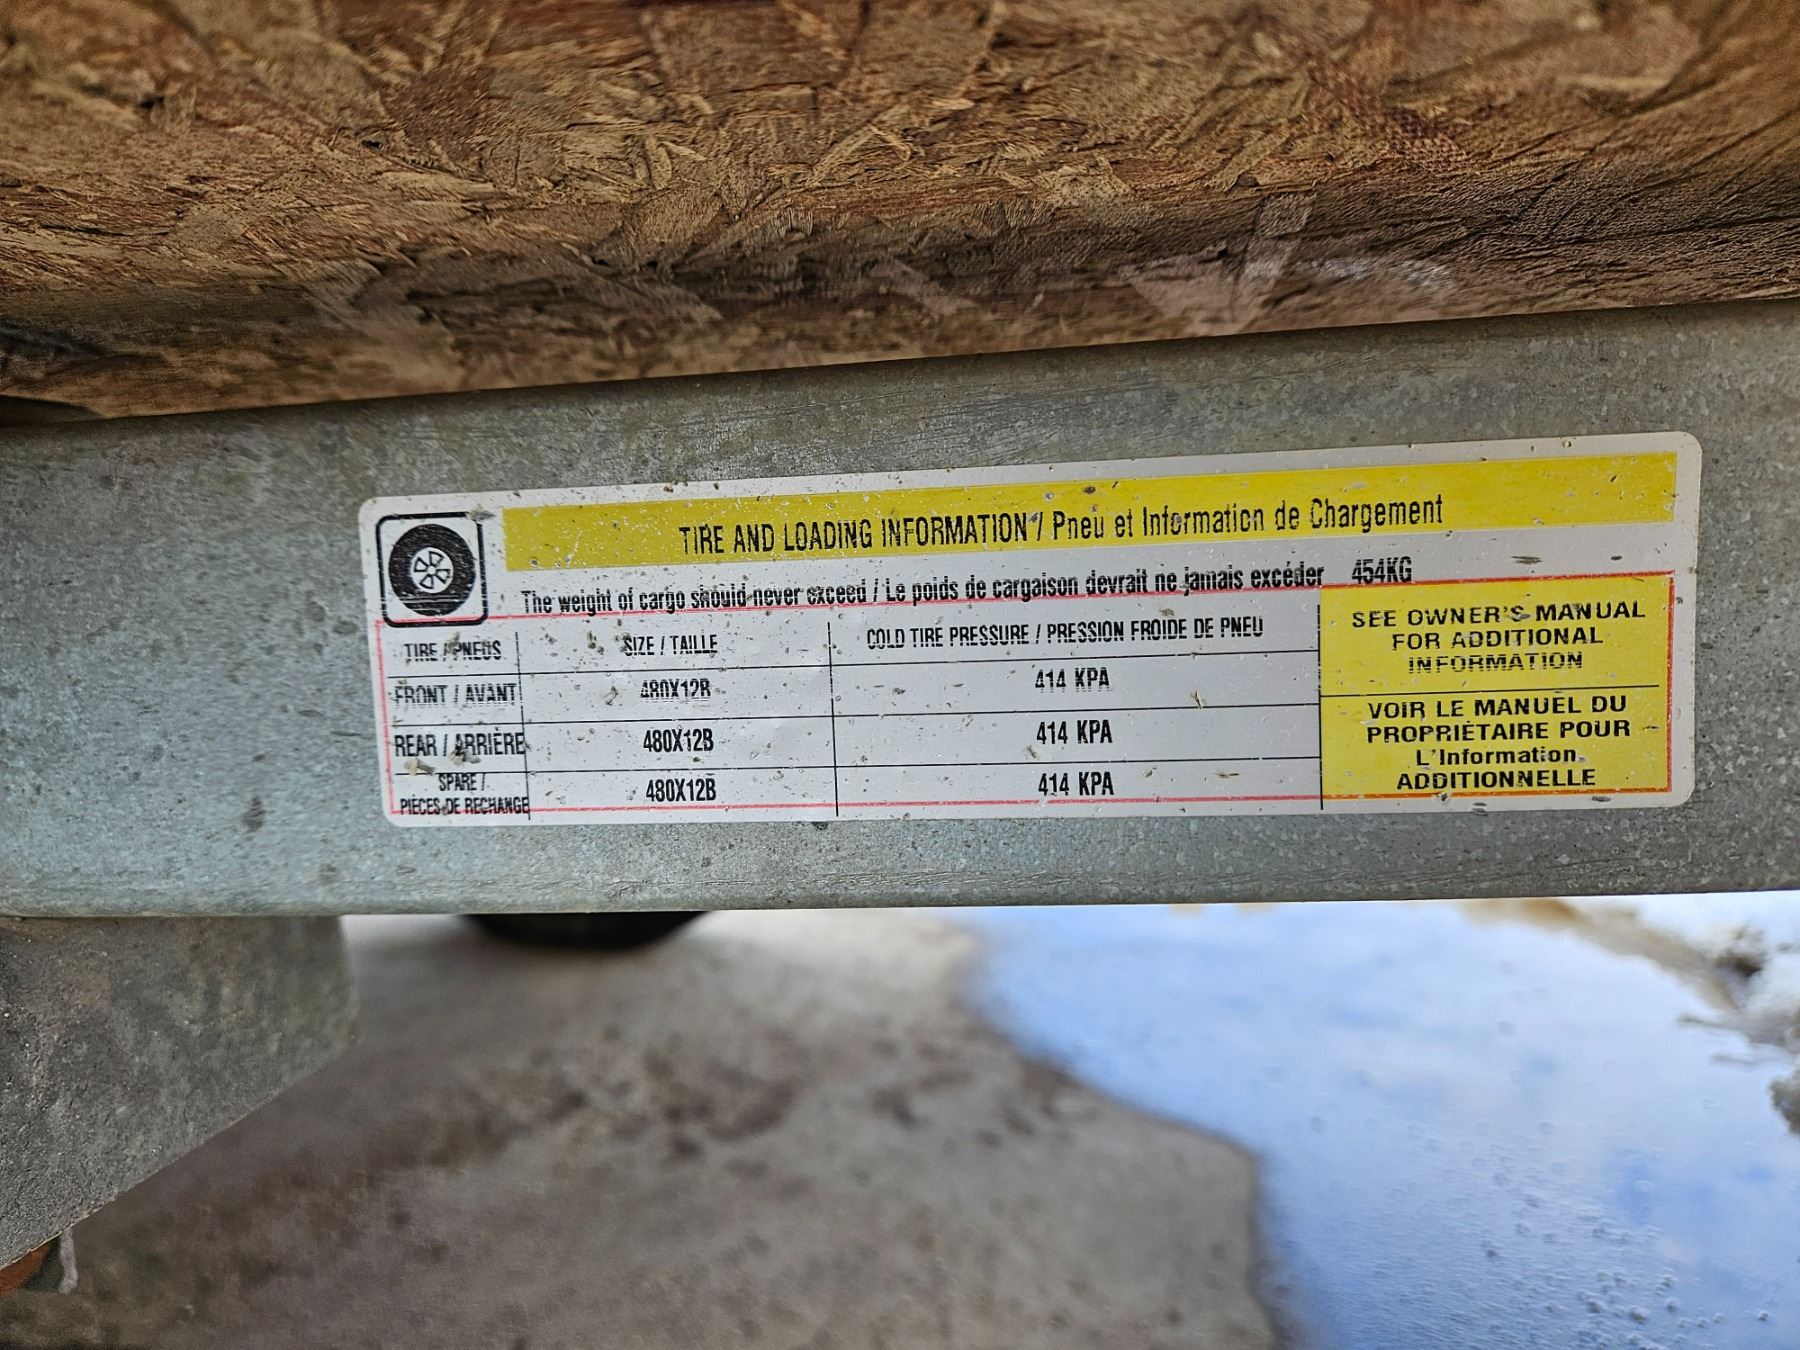 TIRE AND LOADING INFORMATION / Pneu et Information de Chargement
The weight of cargo should never exceed / Le poids de cargaison devrait ne jamais excéder 454KG
TIRE / PNEUS SIZE / TAILLE COLD TIRE PRESSURE / PRESSION FROIDE DE PNEU
FRONT / AVANT 480X12B 414 KPA
REAR / ARRIÈRE 480X12B 414 KPA
SPARE /
PIÈCES DE RECHANGE 480X12B 414 KPA
SEE OWNER'S MANUAL
FOR ADDITIONAL
INFORMATION
VOIR LE MANUEL DU
PROPRIÉTAIRE POUR
L'Information
ADDITIONNELLE